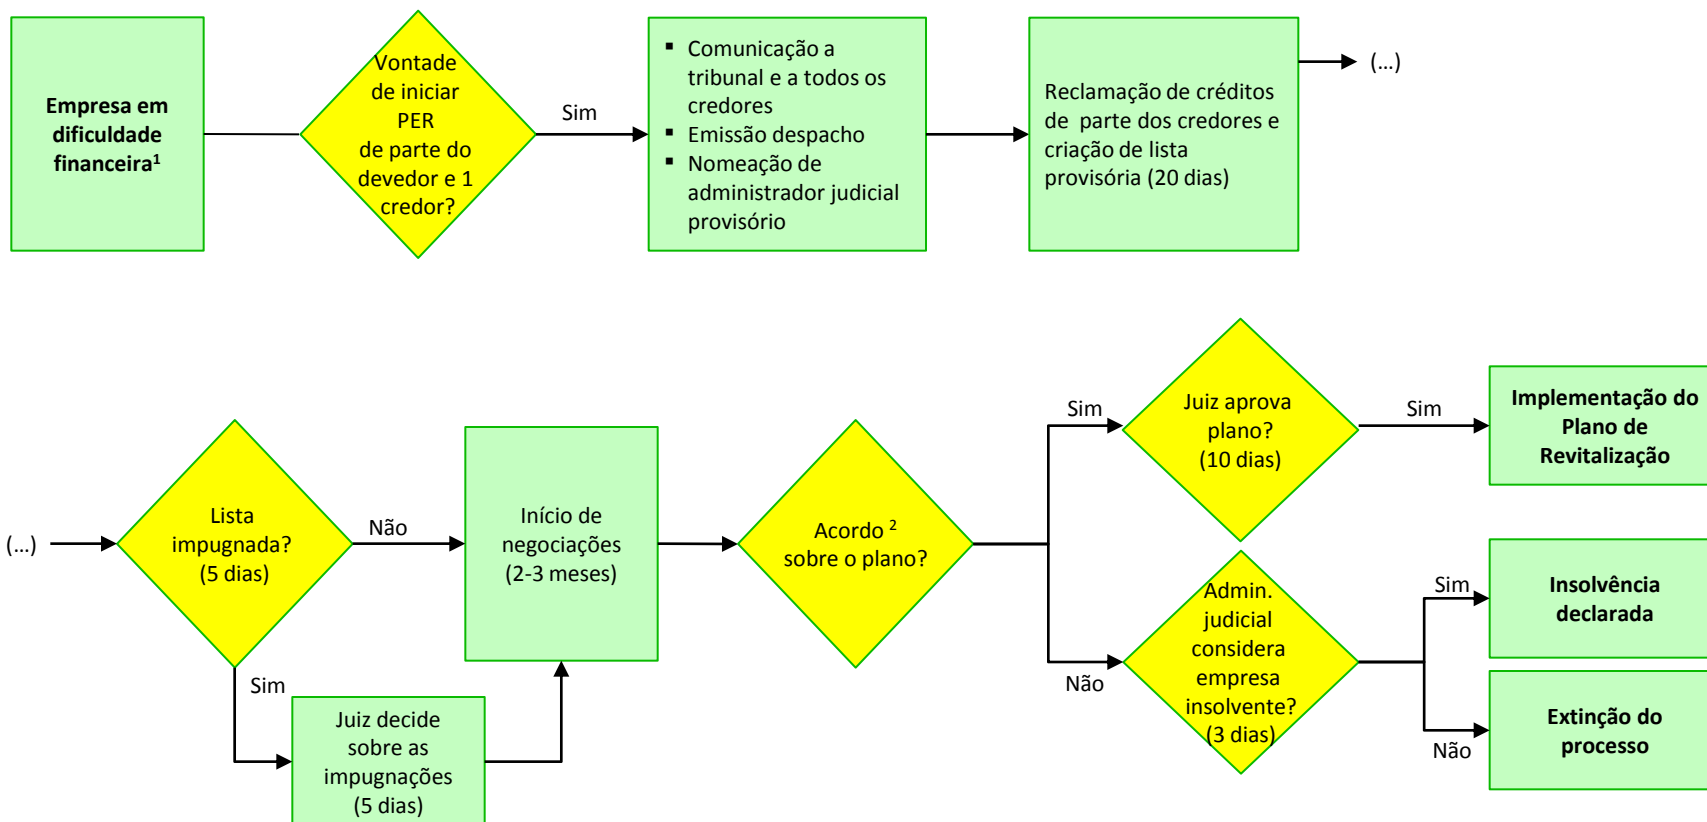 Empresa em
dificuldade
financeira¹
Vontade
de iniciar
PER
de parte do
devedor e 1
credor?
Sim
▪ Comunicação a
tribunal e a todos os
credores
▪ Emissão despacho
▪ Nomeação de
administrador judicial
provisório
Reclamação de créditos
de parte dos credores e
criação de lista
provisória (20 dias)
(...)
(...)
Lista
impugnada?
(5 dias)
Não
Sim
Juiz decide
sobre as
impugnações
(5 dias)
Início de
negociações
(2-3 meses)
Acordo ²
sobre o plano?
Sim
Não
Juiz aprova
plano?
(10 dias)
Sim
Implementação do
Plano de
Revitalização
Admin.
judicial
considera
empresa
insolvente?
(3 dias)
Sim
Insolvência
declarada
Não
Extinção do
processo